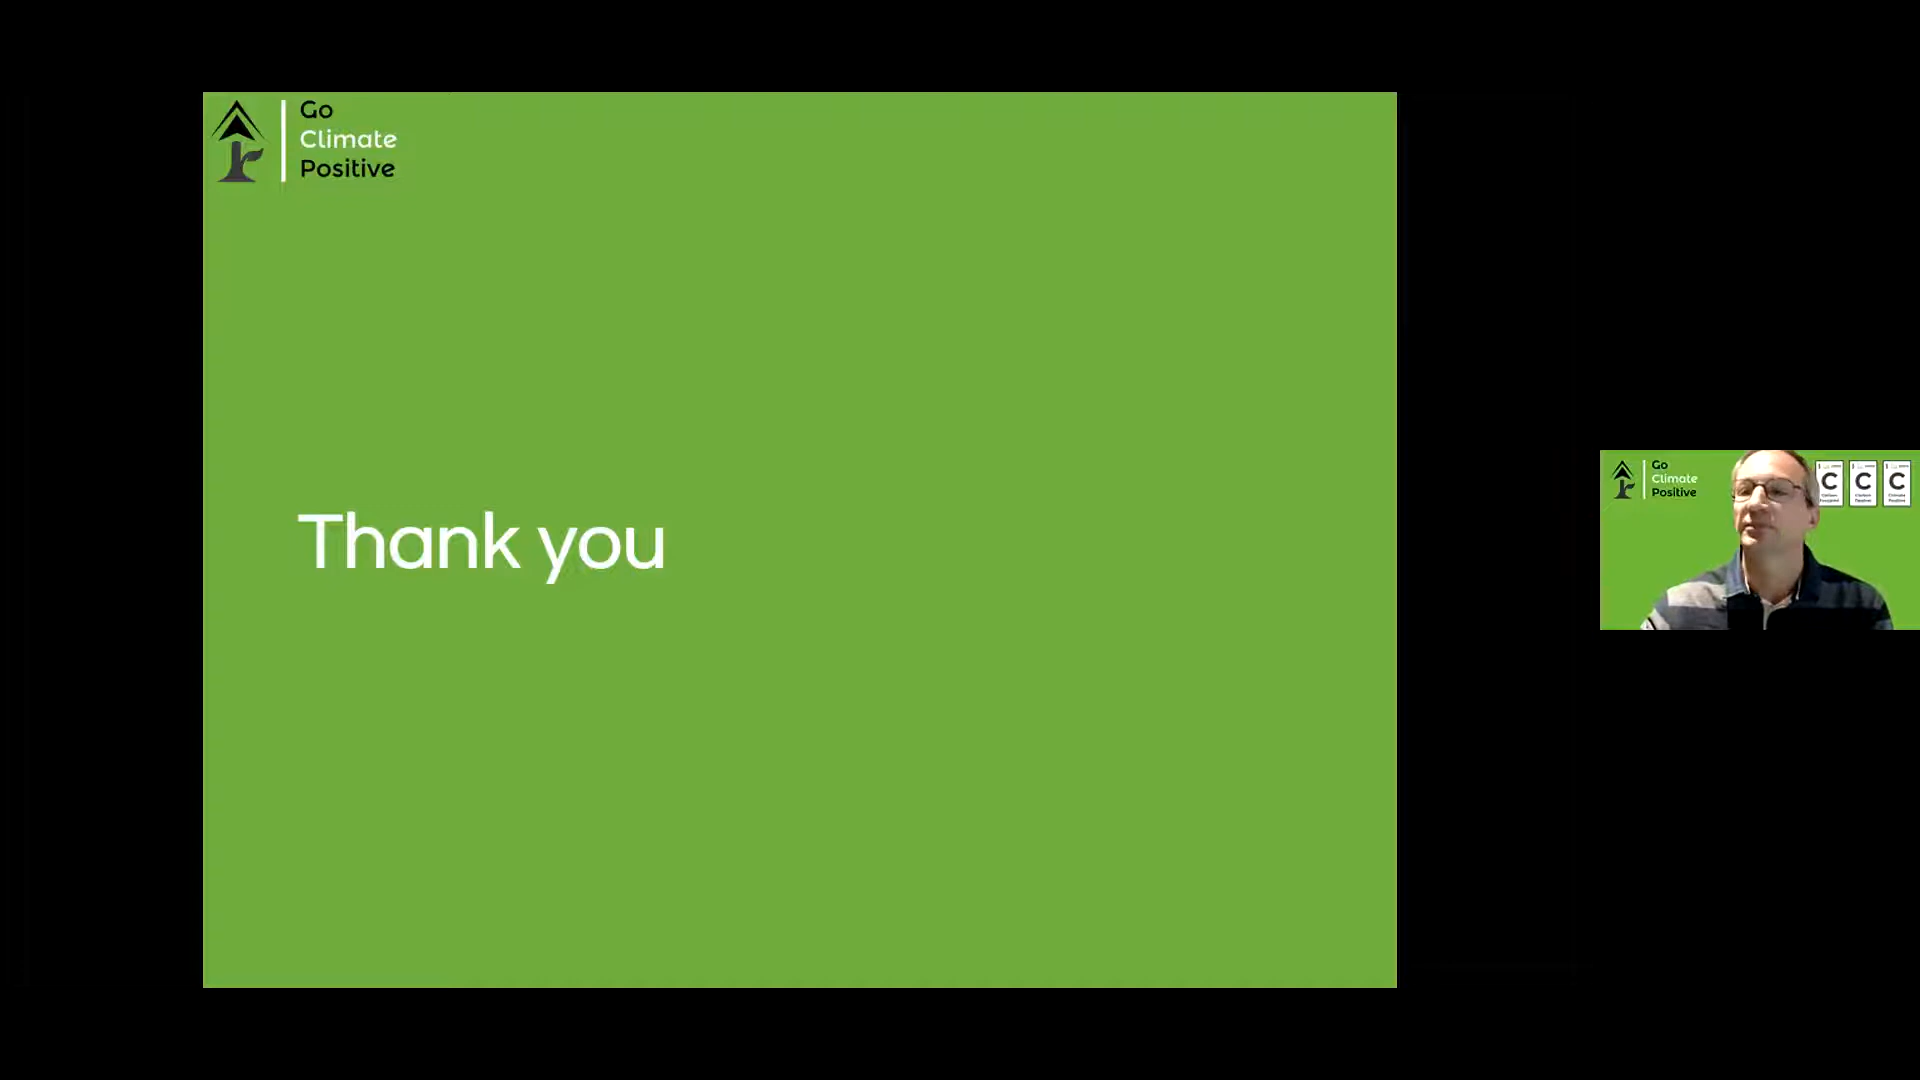 Go
Climate
Positive
Thank you
Go
Climate
Positive
C C C